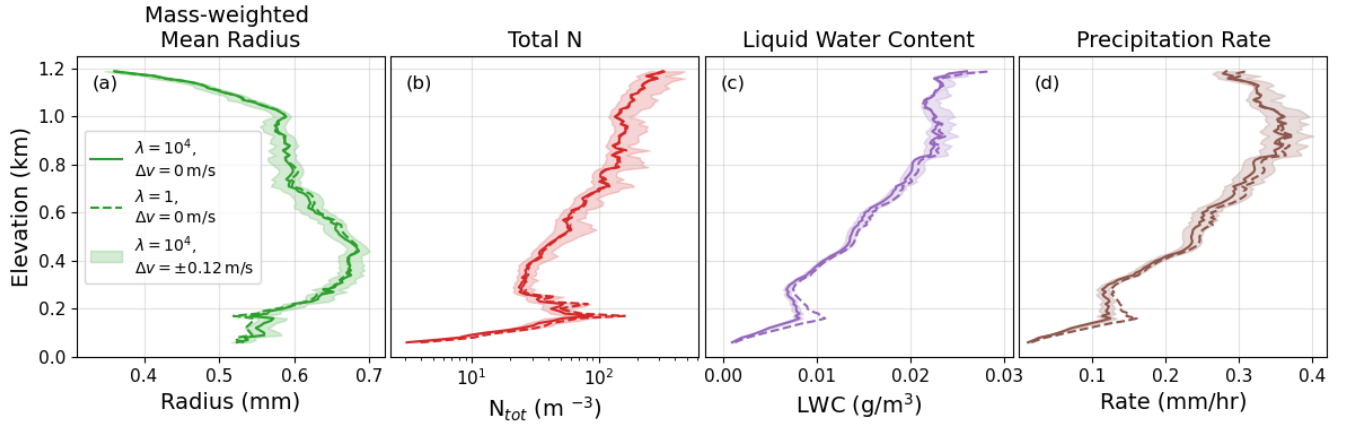 Mass-weighted
Mean Radius
Total N
Liquid Water Content
Precipitation Rate
(a)
(b)
(c)
(d)
1.2
1.0
0.8
0.6
0.4
0.2
0.0
Elevation (km)
λ = 10⁴,
Δv = 0 m/s
λ = 1,
Δv = 0 m/s
λ = 10⁴,
Δv = ±0.12 m/s
0.4 0.5 0.6 0.7
10¹ 10²
0.00 0.01 0.02 0.03
0.1 0.2 0.3 0.4
Radius (mm)
N_tot (m ⁻³)
LWC (g/m³)
Rate (mm/hr)